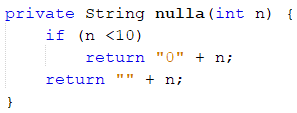 private String nulla(int n) {
    if (n <10)
        return "0" + n;
    return "" + n;
}